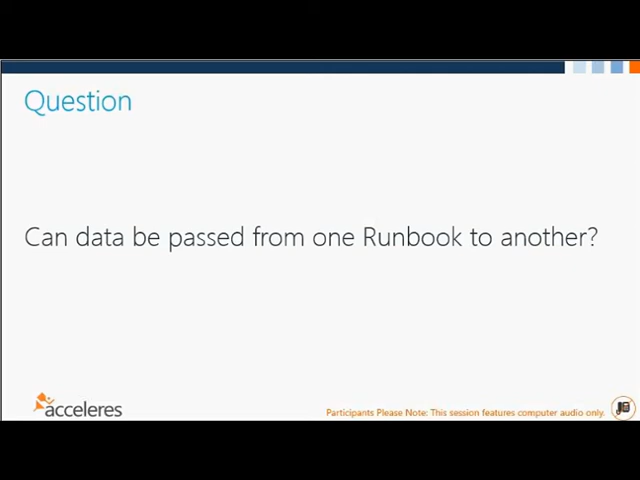 Question
Can data be passed from one Runbook to another?
acceleres
Participants Please Note: This session features computer audio only.